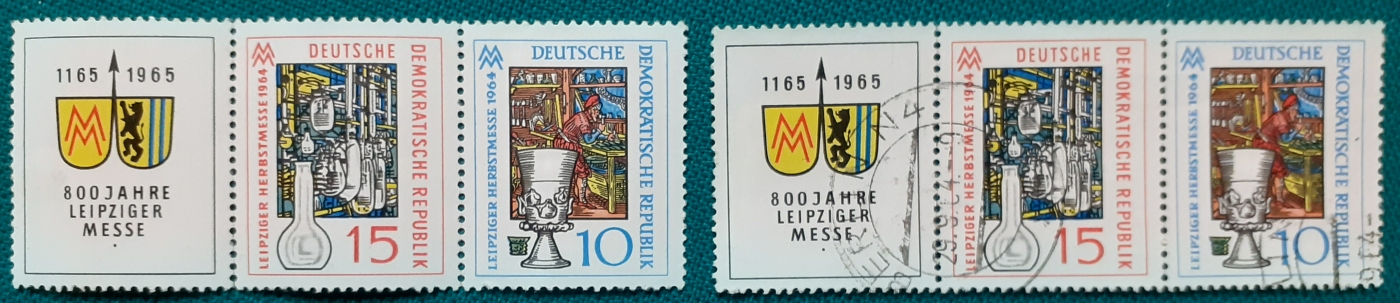 1165 1965
800 JAHRE
LEIPZIGER
MESSE
DEUTSCHE
DEMOKRATISCHE REPUBLIK
LEIPZIGER HERBSTMESSE 1964
15
DEUTSCHE
DEMOKRATISCHE REPUBLIK
LEIPZIGER HERBSTMESSE 1964
10
1165 1965
800 JAHRE
LEIPZIGER
MESSE
DEUTSCHE
DEMOKRATISCHE REPUBLIK
LEIPZIGER HERBSTMESSE 1964
15
DEUTSCHE
DEMOKRATISCHE REPUBLIK
LEIPZIGER HERBSTMESSE 1964
10